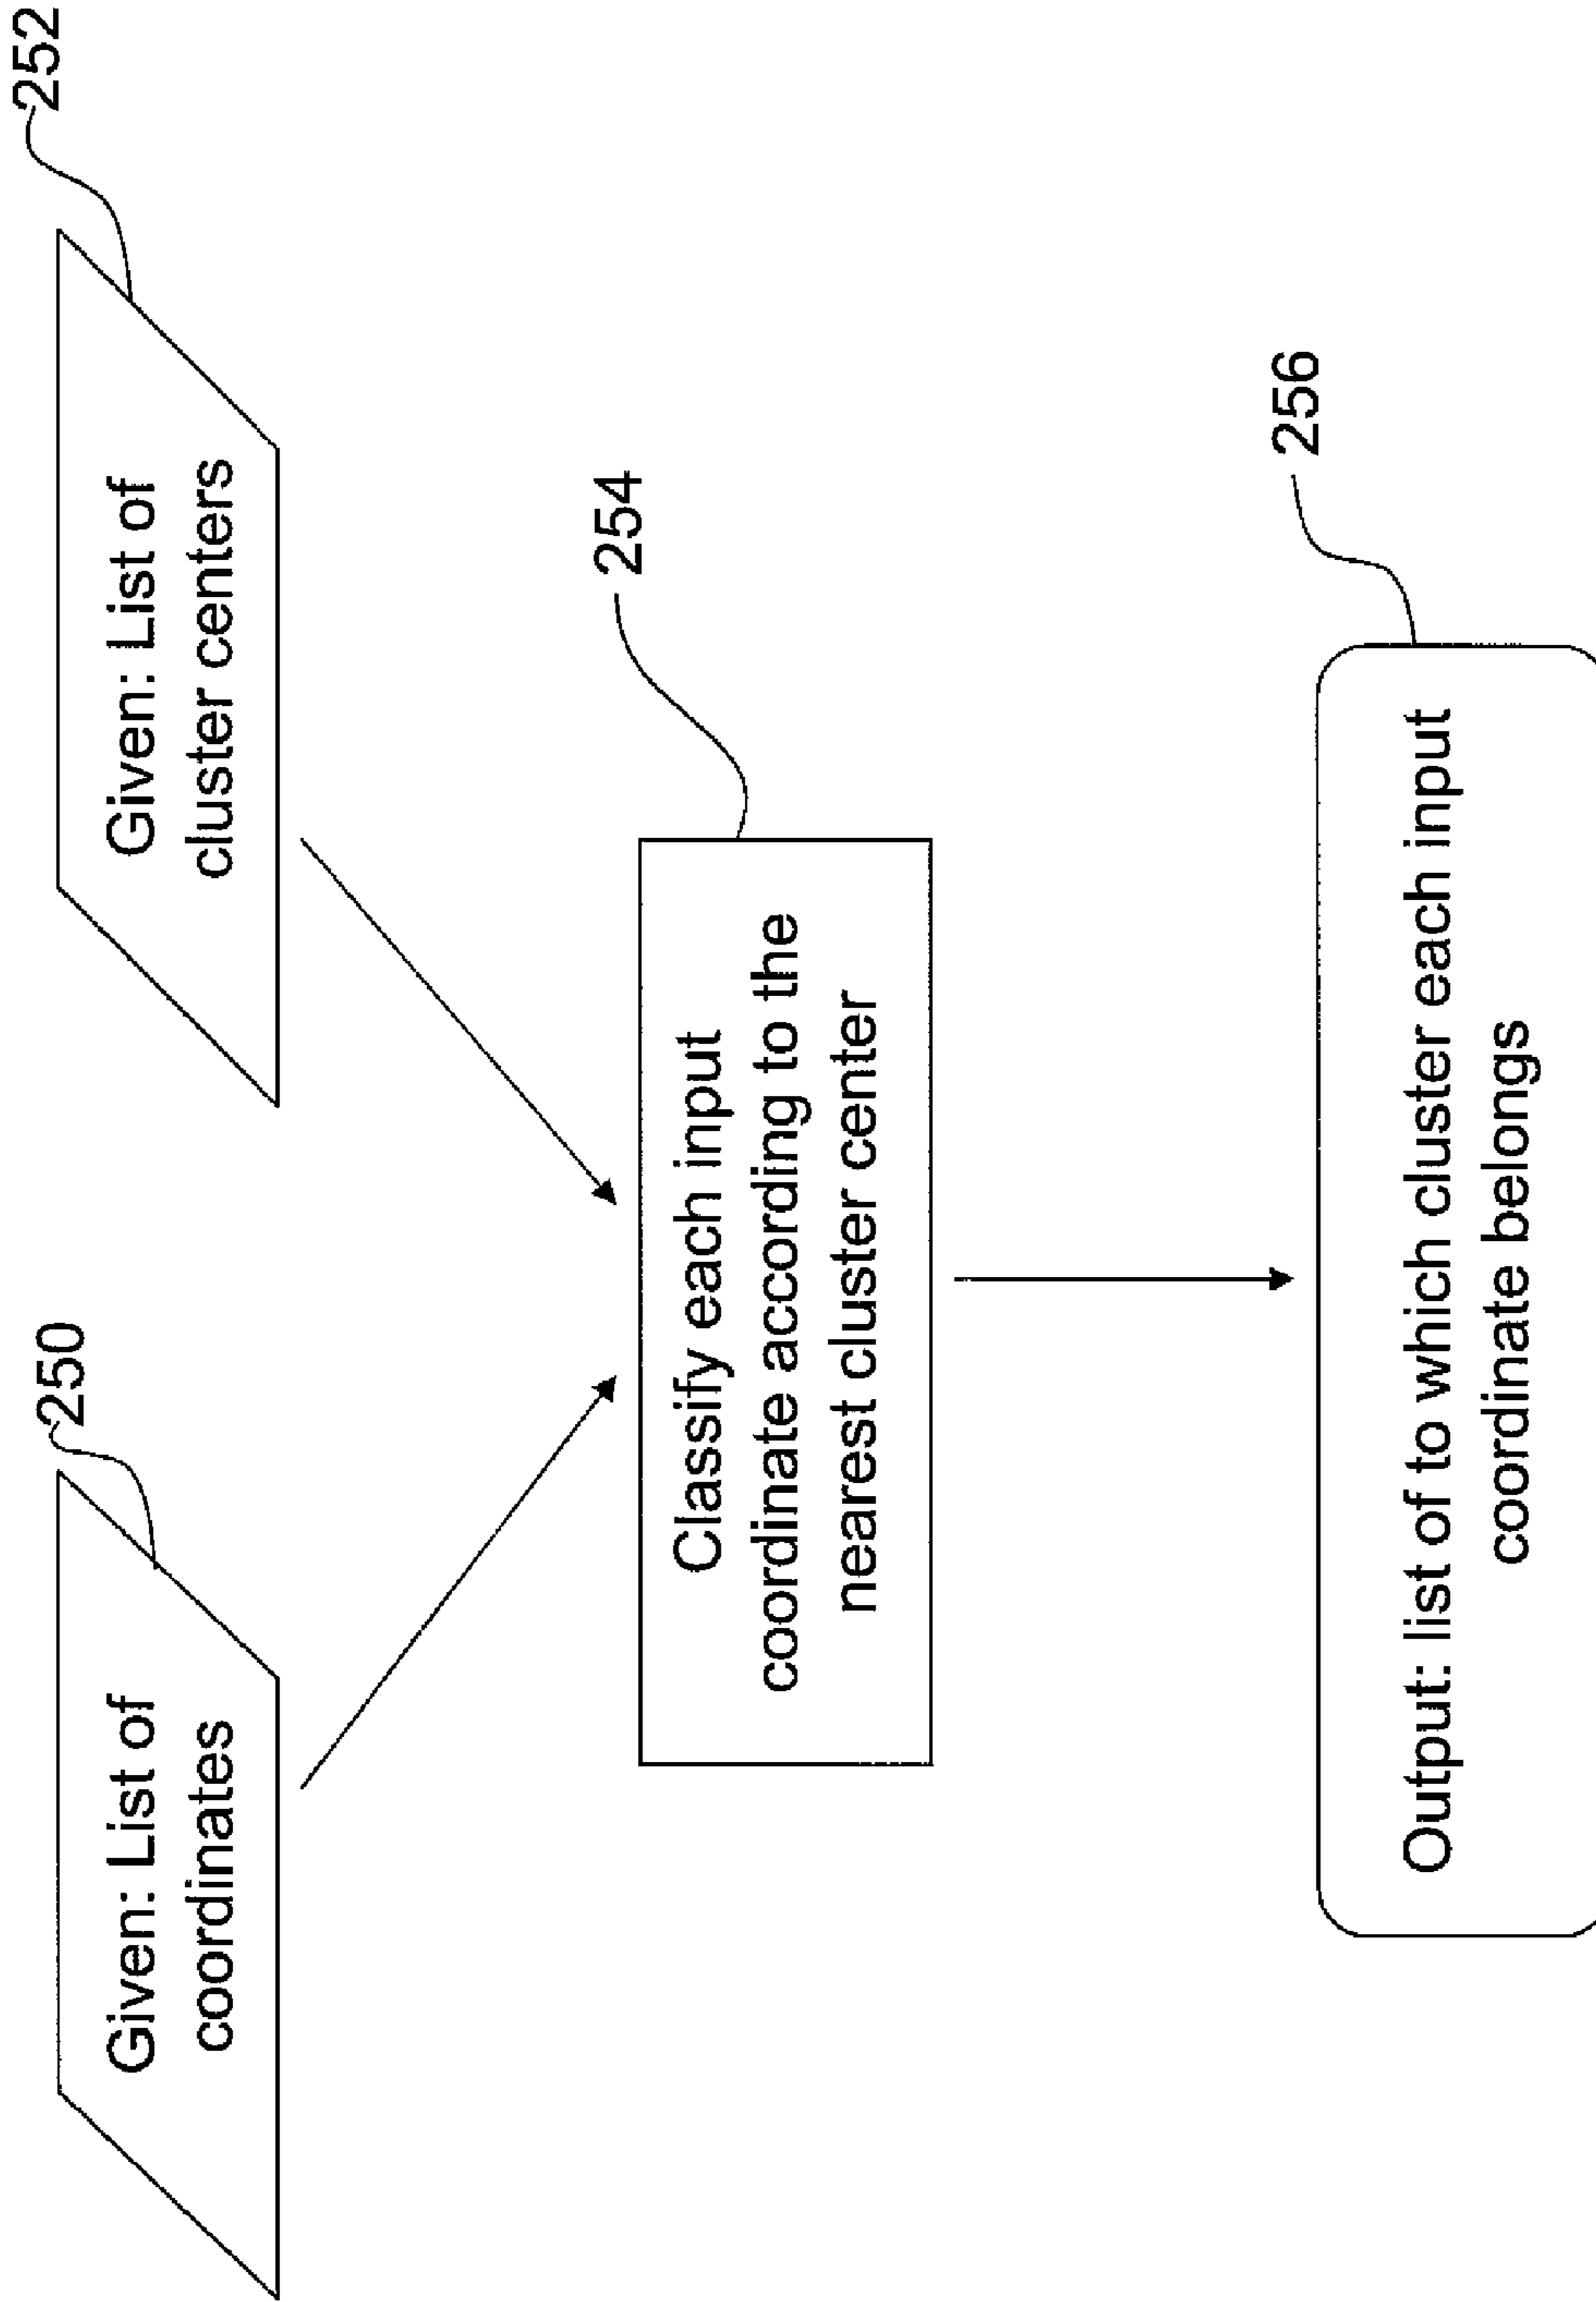 250
Given: List of
coordinates
252
Given: List of
cluster centers
254
Classify each input
coordinate according to the
nearest cluster center
256
Output: list of to which cluster each input
coordinate belongs